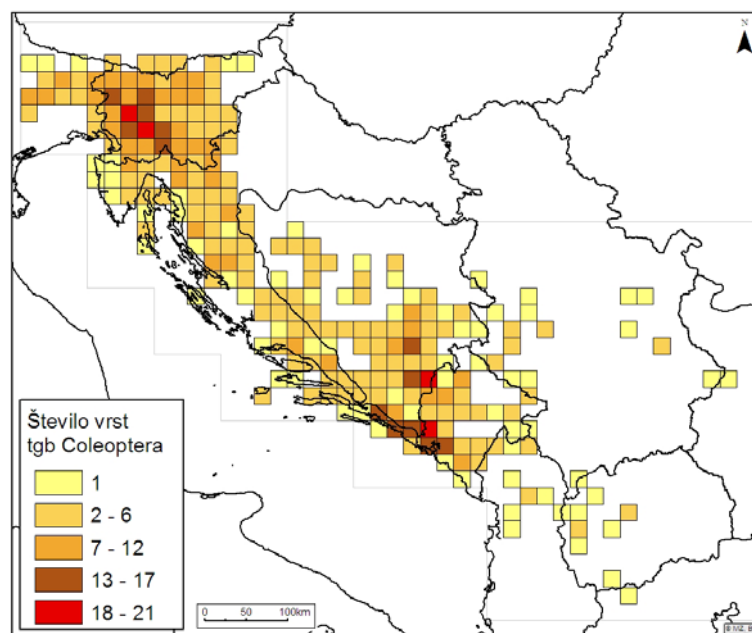 N
Število vrst
tgb Coleoptera
1
2 - 6
7 - 12
13 - 17
18 - 21
0 50 100km